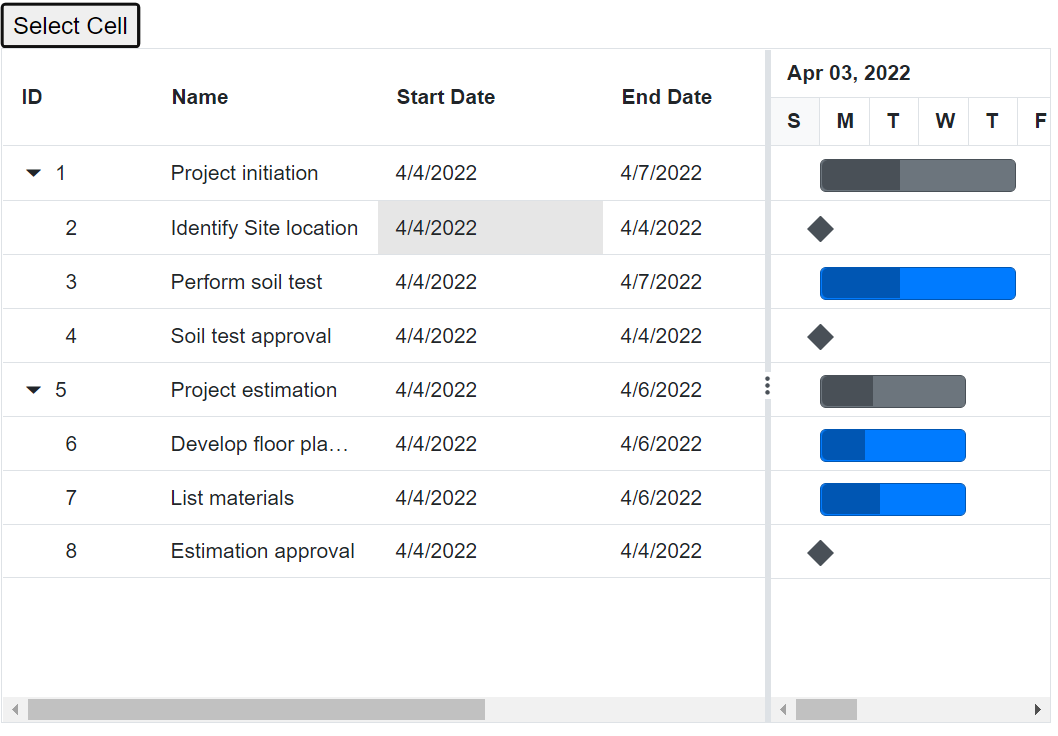 Select Cell
ID Name Start Date End Date
Apr 03, 2022
S M T W T F
1 Project initiation 4/4/2022 4/7/2022
2 Identify Site location 4/4/2022 4/4/2022
3 Perform soil test 4/4/2022 4/7/2022
4 Soil test approval 4/4/2022 4/4/2022
5 Project estimation 4/4/2022 4/6/2022
6 Develop floor pla… 4/4/2022 4/6/2022
7 List materials 4/4/2022 4/6/2022
8 Estimation approval 4/4/2022 4/4/2022